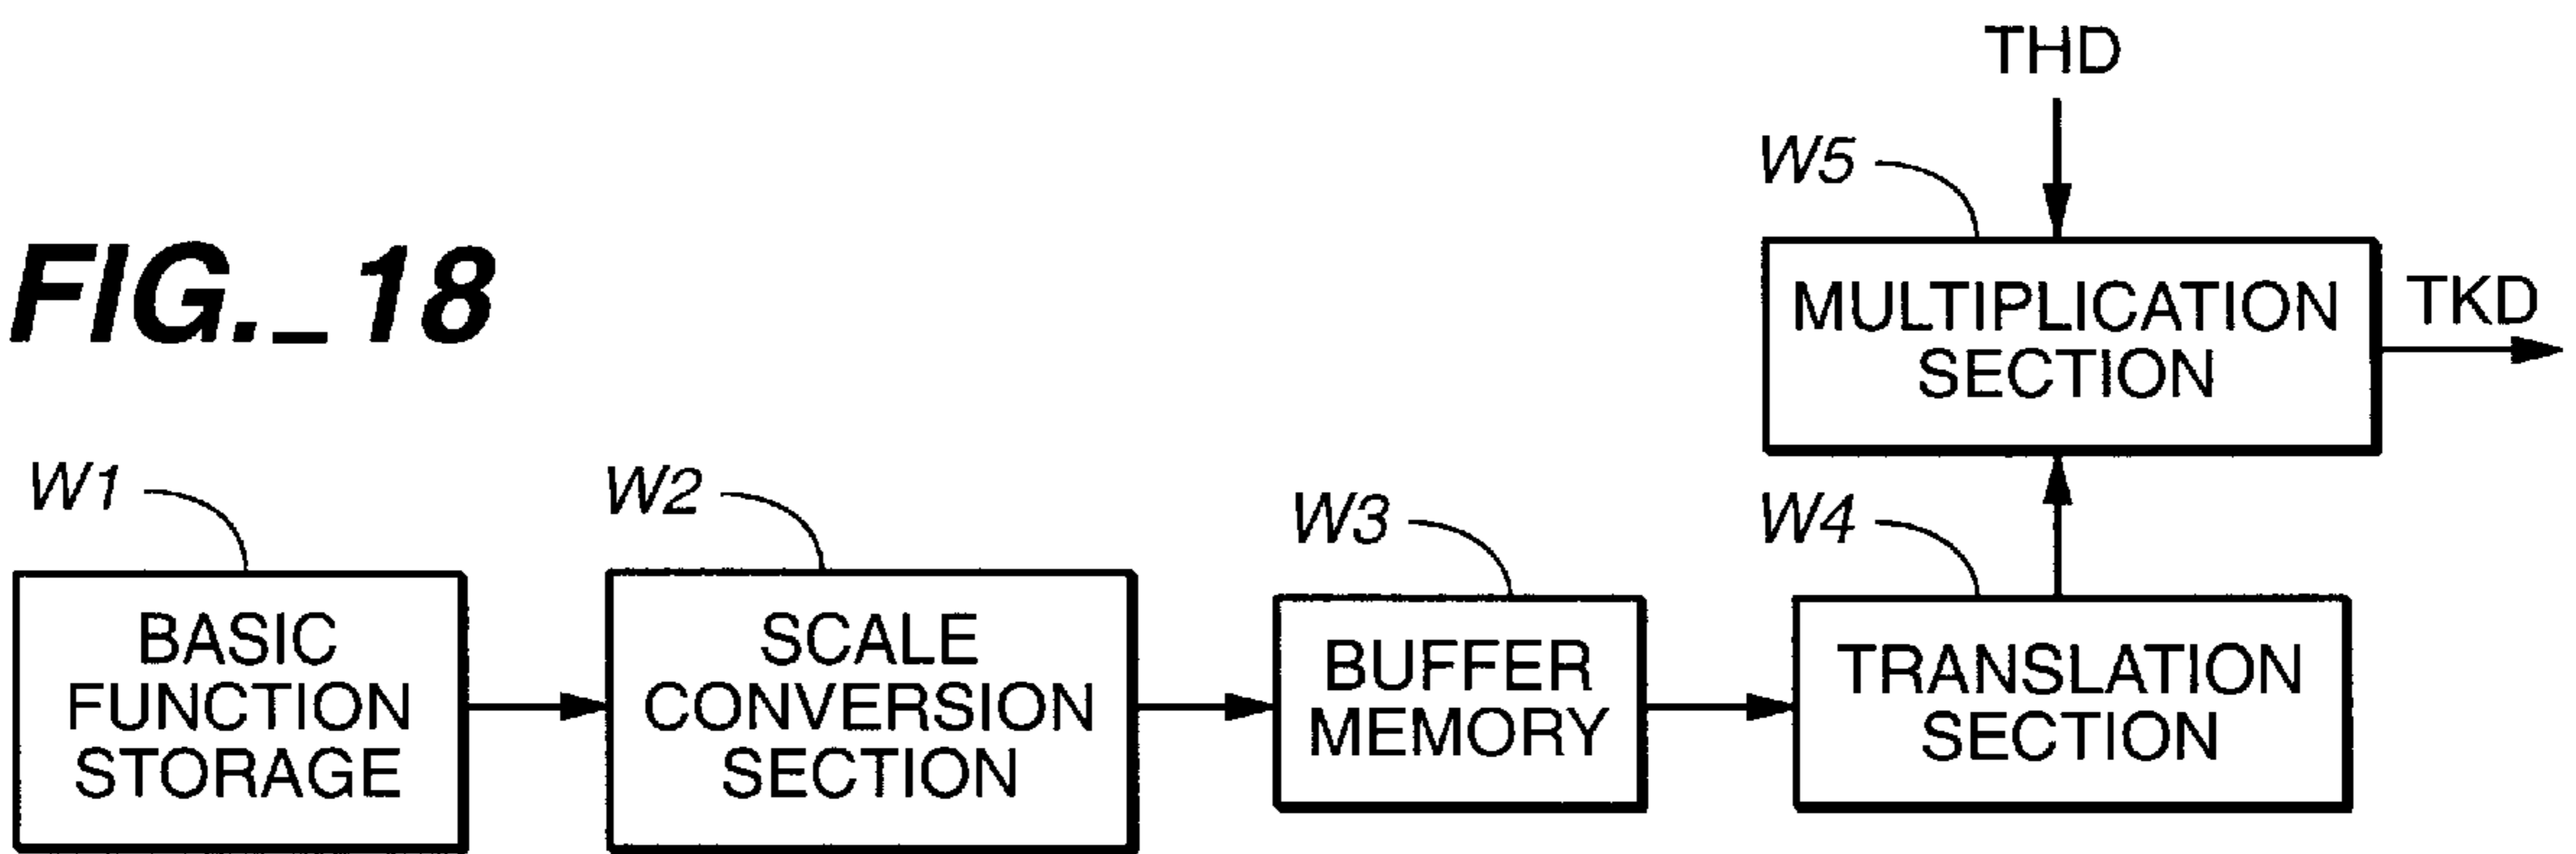 THD
W5
FIG._18
MULTIPLICATION
SECTION
TKD
W1
W2
W3
W4
BASIC
FUNCTION
STORAGE
SCALE
CONVERSION
SECTION
BUFFER
MEMORY
TRANSLATION
SECTION